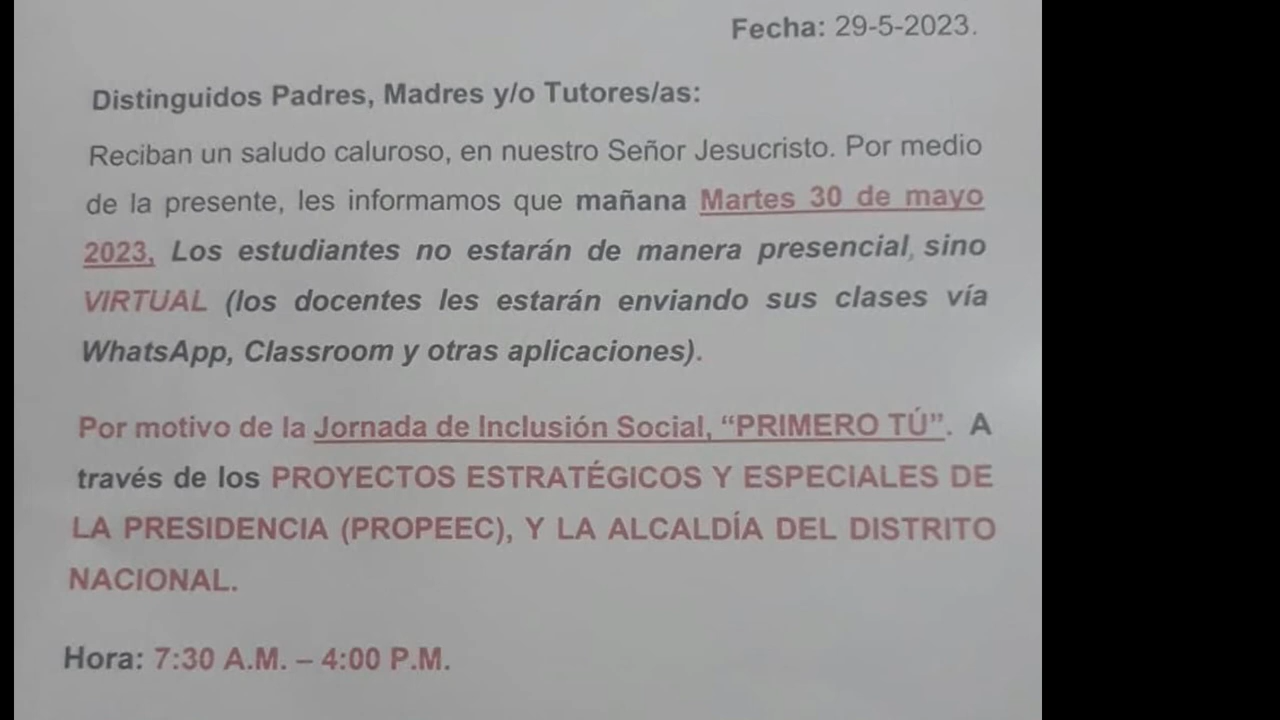 Fecha: 29-5-2023.
Distinguidos Padres, Madres y/o Tutores/as:
Reciban un saludo caluroso, en nuestro Señor Jesucristo. Por medio
de la presente, les informamos que mañana Martes 30 de mayo
2023, Los estudiantes no estarán de manera presencial, sino
VIRTUAL (los docentes les estarán enviando sus clases vía
WhatsApp, Classroom y otras aplicaciones).
Por motivo de la Jornada de Inclusión Social, “PRIMERO TÚ”. A
través de los PROYECTOS ESTRATÉGICOS Y ESPECIALES DE
LA PRESIDENCIA (PROPEEC), Y LA ALCALDÍA DEL DISTRITO
NACIONAL.
Hora: 7:30 A.M. – 4:00 P.M.